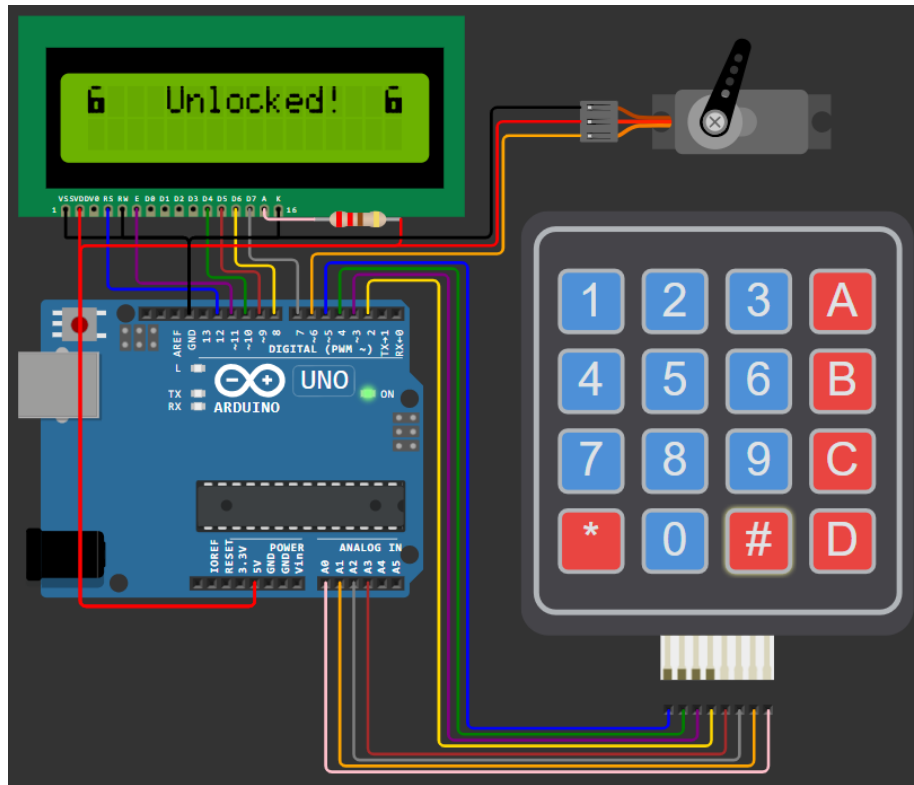 Unlocked!
VSS VDD V0 RS RW E D0 D1 D2 D3 D4 D5 D6 D7 A K
1 16
AREF
GND
13
12
~11
~10
~9
8
7
~6
~5
4
~3
2
TX→1
RX←0
DIGITAL (PWM ~)
L
TX
RX
UNO
ON
ARDUINO
1 2 3 A
4 5 6 B
7 8 9 C
* 0 # D
POWER
ANALOG IN
IOREF
RESET
3.3V
5V
GND
GND
Vin
A0
A1
A2
A3
A4
A5